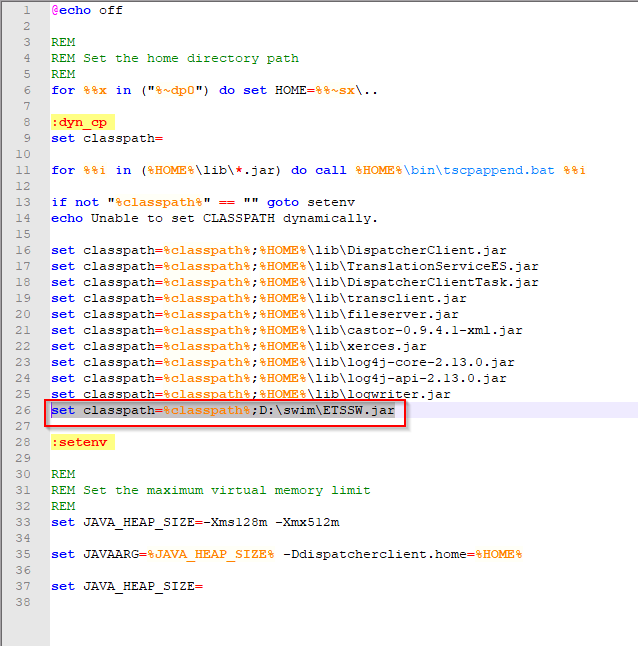 1 @echo off
2
3 REM
4 REM Set the home directory path
5 REM
6 for %%x in ("%~dp0") do set HOME=%%~sx\..
7
8 :dyn_cp
9 set classpath=
10
11 for %%i in (%HOME%\lib\*.jar) do call %HOME%\bin\tscpappend.bat %%i
12
13 if not "%classpath%" == "" goto setenv
14 echo Unable to set CLASSPATH dynamically.
15
16 set classpath=%classpath%;%HOME%\lib\DispatcherClient.jar
17 set classpath=%classpath%;%HOME%\lib\TranslationServiceES.jar
18 set classpath=%classpath%;%HOME%\lib\DispatcherClientTask.jar
19 set classpath=%classpath%;%HOME%\lib\transclient.jar
20 set classpath=%classpath%;%HOME%\lib\fileserver.jar
21 set classpath=%classpath%;%HOME%\lib\castor-0.9.4.1-xml.jar
22 set classpath=%classpath%;%HOME%\lib\xerces.jar
23 set classpath=%classpath%;%HOME%\lib\log4j-core-2.13.0.jar
24 set classpath=%classpath%;%HOME%\lib\log4j-api-2.13.0.jar
25 set classpath=%classpath%;%HOME%\lib\logwriter.jar
26 set classpath=%classpath%;D:\swim\ETSSW.jar
27
28 :setenv
29
30 REM
31 REM Set the maximum virtual memory limit
32 REM
33 set JAVA_HEAP_SIZE=-Xms128m -Xmx512m
34
35 set JAVAARG=%JAVA_HEAP_SIZE% -Ddispatcherclient.home=%HOME%
36
37 set JAVA_HEAP_SIZE=
38